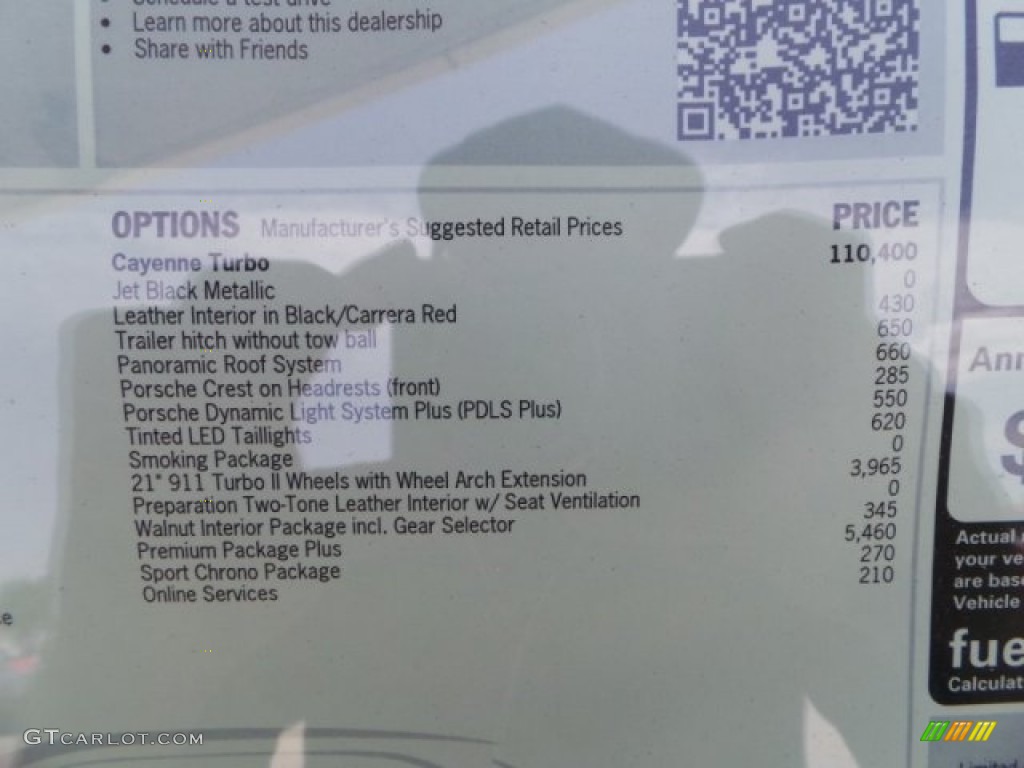 • Learn more about this dealership
• Share with Friends
OPTIONS Manufacturer's Suggested Retail Prices PRICE
Cayenne Turbo 110,400
Jet Black Metallic 0
Leather Interior in Black/Carrera Red 430
Trailer hitch without tow ball 650
Panoramic Roof System 660
Porsche Crest on Headrests (front) 285
Porsche Dynamic Light System Plus (PDLS Plus) 550
Tinted LED Taillights 620
Smoking Package 0
21" 911 Turbo II Wheels with Wheel Arch Extension 3,965
Preparation Two-Tone Leather Interior w/ Seat Ventilation 0
Walnut Interior Package incl. Gear Selector 345
Premium Package Plus 5,460
Sport Chrono Package 270
Online Services 210
Ann
$
Actual
your ve
are base
Vehicle
fue
Calculat
GTCARLOT.COM